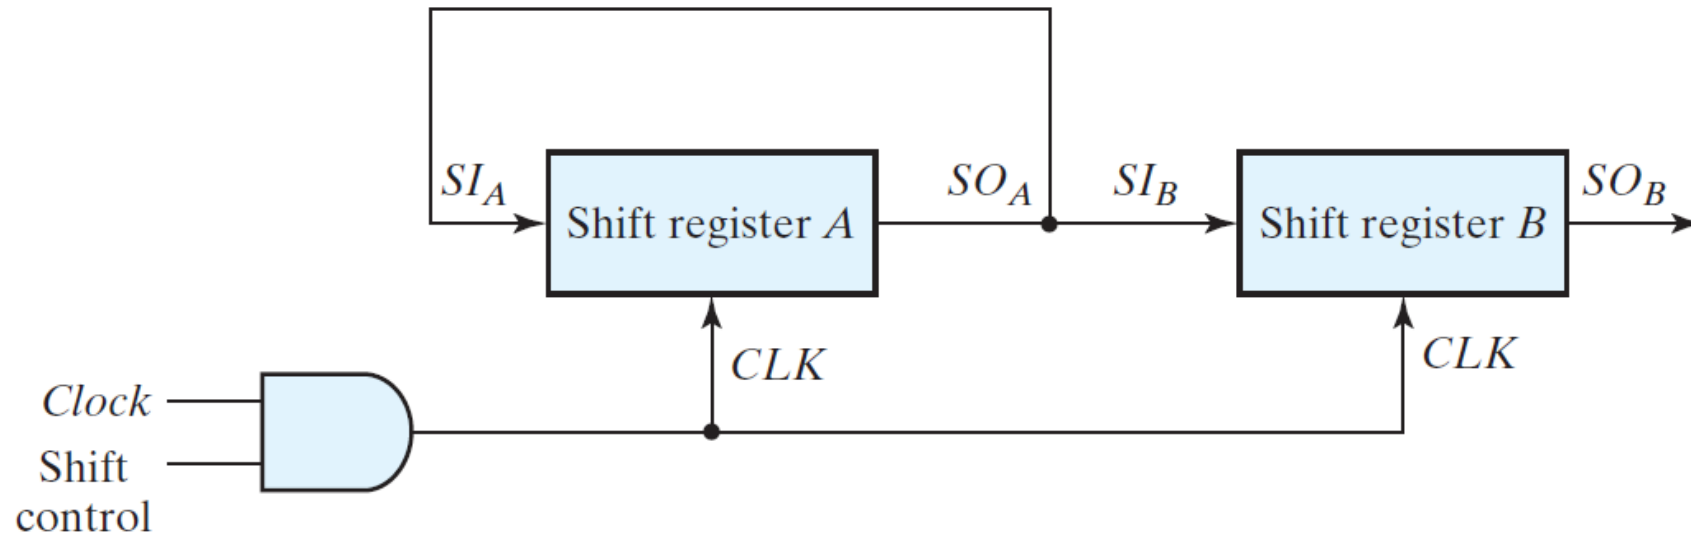 SI_A
Shift register A
SO_A
SI_B
Shift register B
SO_B
CLK
CLK
Clock
Shift
control